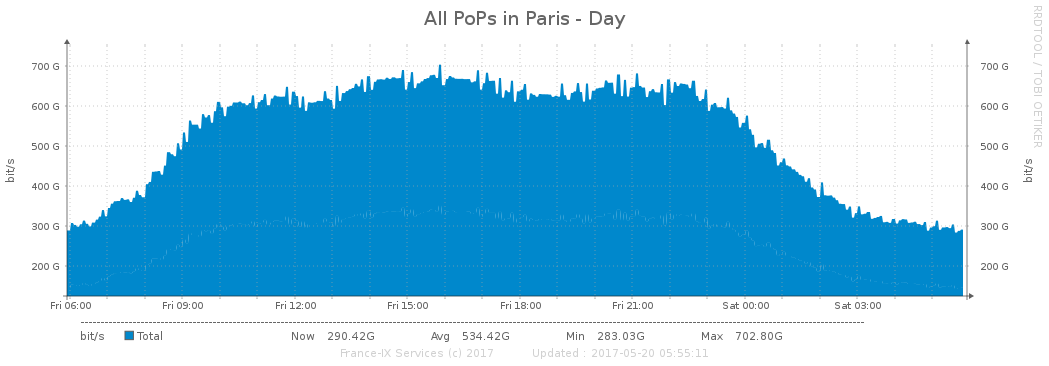 All PoPs in Paris - Day
RRDTOOL / TOBI OETIKER
bit/s
700 G
600 G
500 G
400 G
300 G
200 G
700 G
600 G
500 G
400 G
300 G
200 G
bit/s
Fri 06:00 Fri 09:00 Fri 12:00 Fri 15:00 Fri 18:00 Fri 21:00 Sat 00:00 Sat 03:00
bit/s Total Now 290.42G Avg 534.42G Min 283.03G Max 702.80G
France-IX Services (c) 2017 Updated : 2017-05-20 05:55:11